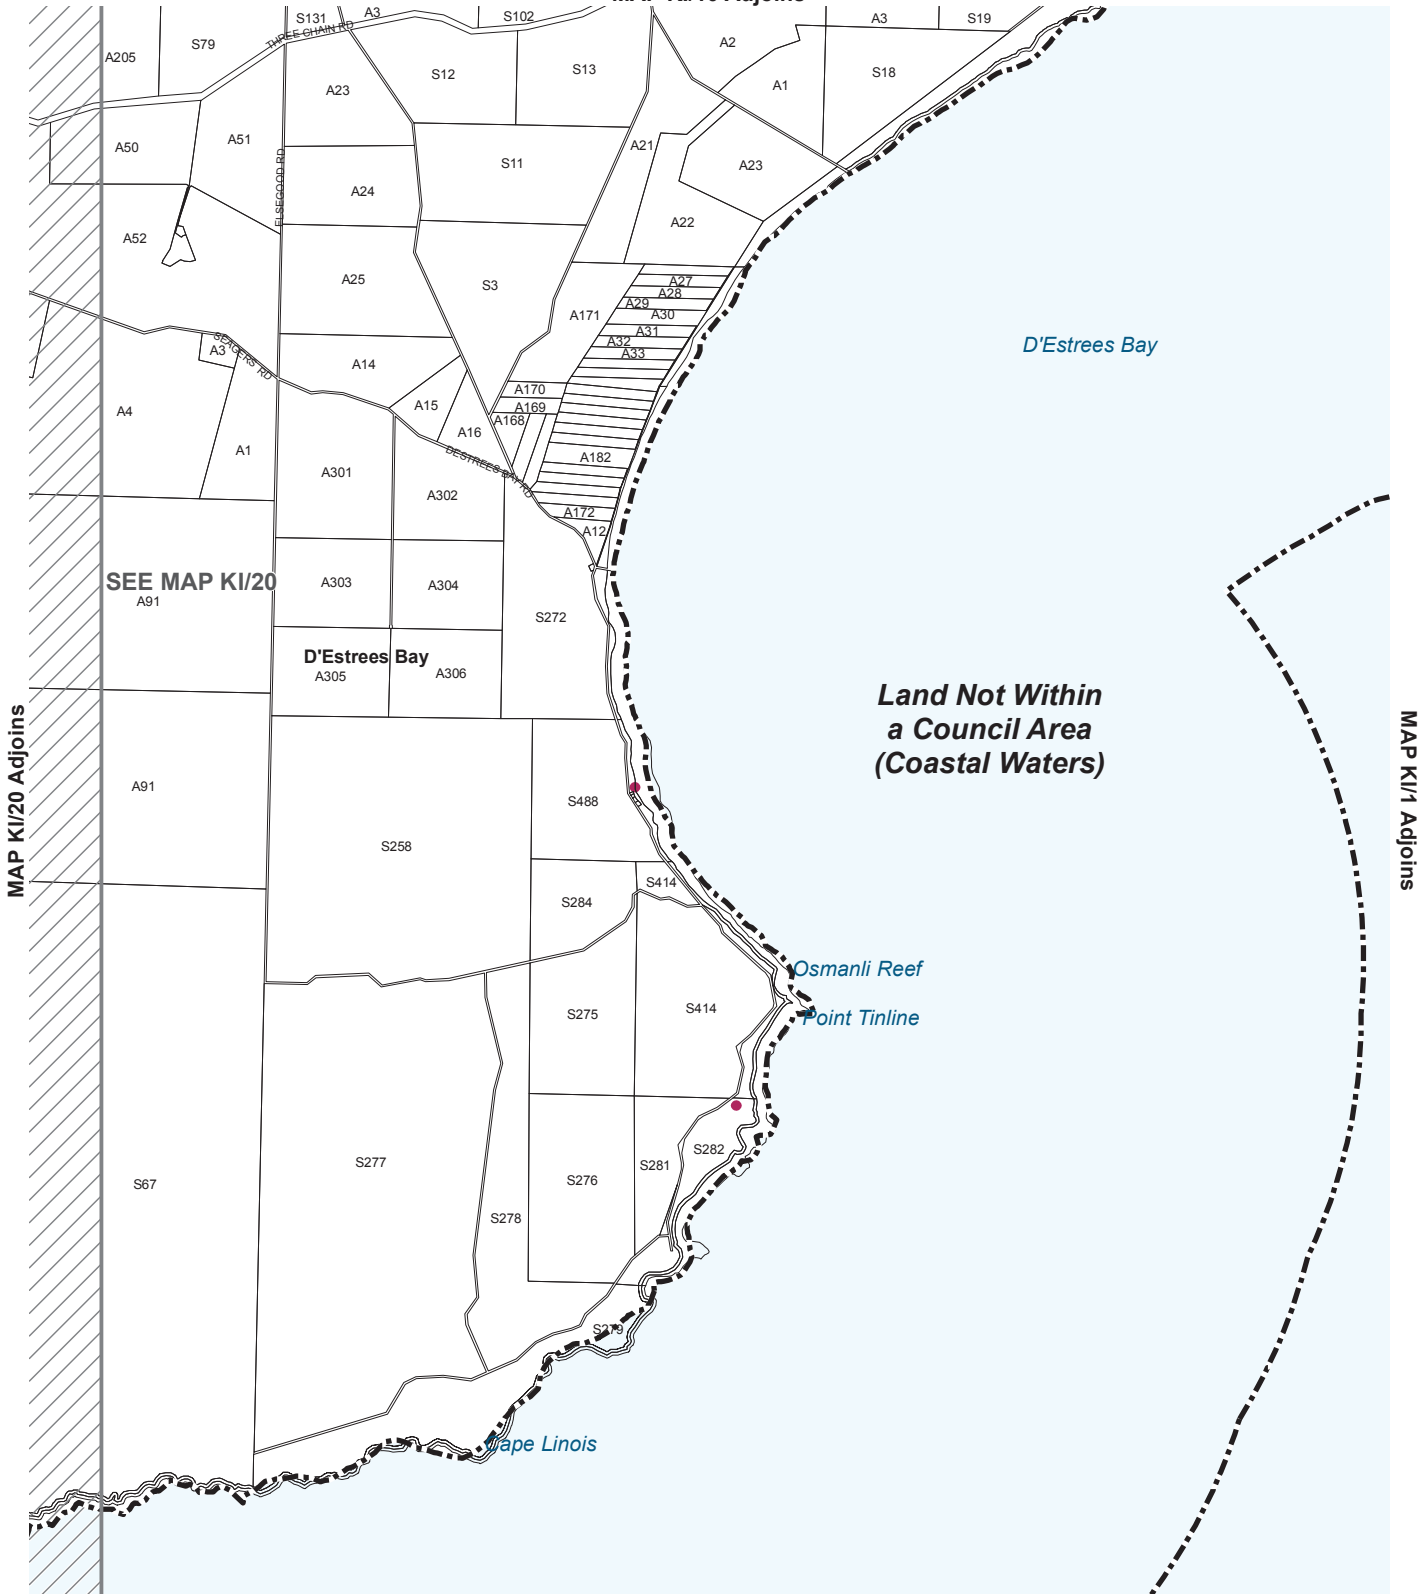 S131
A3
S102
A3
S19
A205
S79
THREE CHAIN RD
A2
S12
S13
S18
A23
A1
A50
A51
ELSEGOOD RD
A21
S11
A23
A24
A22
A52
A25
S3
A27
A28
A29
A30
A171
A31
A32
A33
D'Estrees Bay
SEAGERS RD
A3
A14
A170
A169
A168
A4
A15
A16
A1
DESTREES BAY RD
A182
A301
A302
A172
A12
SEE MAP KI/20
A91
A303
A304
S272
D'Estrees Bay
A305
A306
Land Not Within
a Council Area
(Coastal Waters)
MAP KI/20 Adjoins
MAP KI/1 Adjoins
A91
S488
S258
S414
S284
Osmanli Reef
S275
S414
Point Tinline
S282
S277
S281
S276
S67
S278
S279
Cape Linois